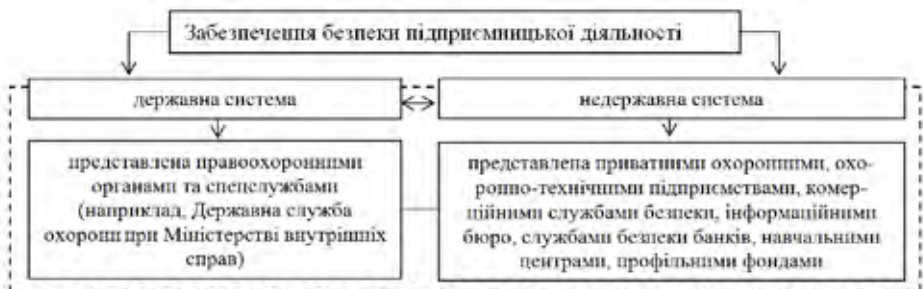 Забезпечення безпеки підприємницької діяльності
державна система
недержавна система
представлена правоохоронними
органами та спецслужбами
(наприклад, Державна служба
охорони при Міністерстві внутрішніх
справ)
представлена приватними охоронними, охо-
ронно-технічними підприємствами, комер-
ційними службами безпеки, інформаційними
бюро, службами безпеки банків, навчальними
центрами, профільними фондами